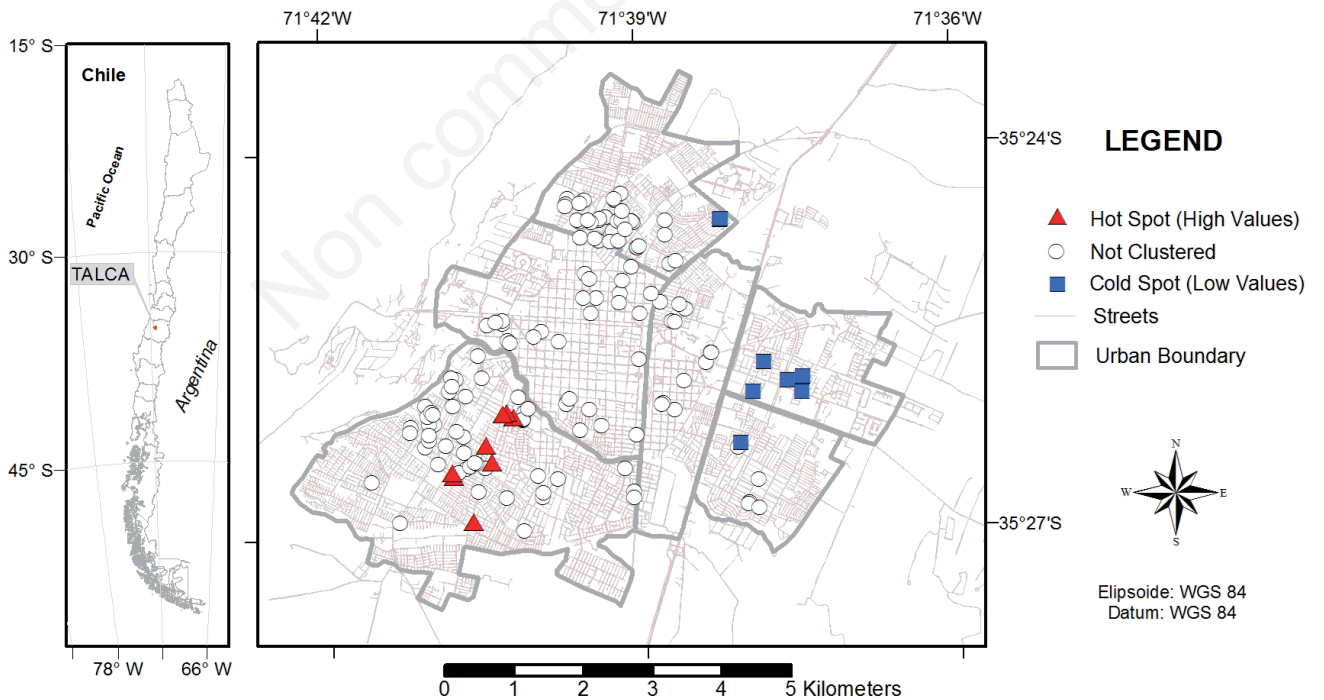 71°42'W
71°39'W
71°36'W
15° S
Chile
Pacific Ocean
30° S
TALCA
Argentina
45° S
78° W
66° W
Non comm
35°24'S
35°27'S
LEGEND
Hot Spot (High Values)
Not Clustered
Cold Spot (Low Values)
Streets
Urban Boundary
N
W
E
S
Elipsoide: WGS 84
Datum: WGS 84
0
1
2
3
4
5 Kilometers